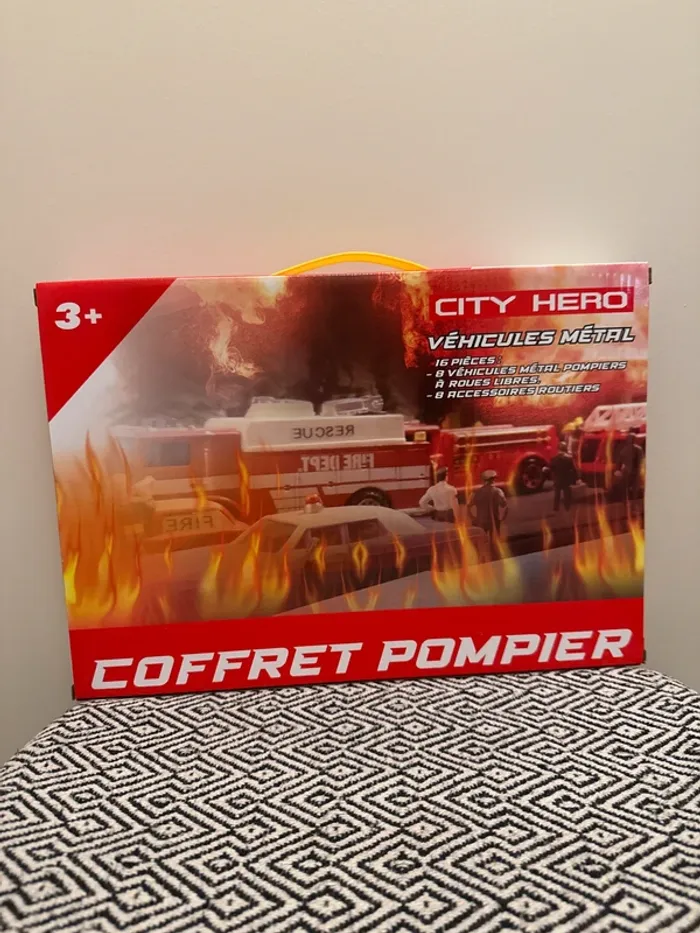 3+
CITY HERO
VÉHICULES MÉTAL
16 PIÈCES :
- 8 VÉHICULES MÉTAL POMPIERS
À ROUES LIBRES.
- 8 ACCESSOIRES ROUTIERS
RESCUE
FIRE DEPT.
FIRE
COFFRET POMPIER